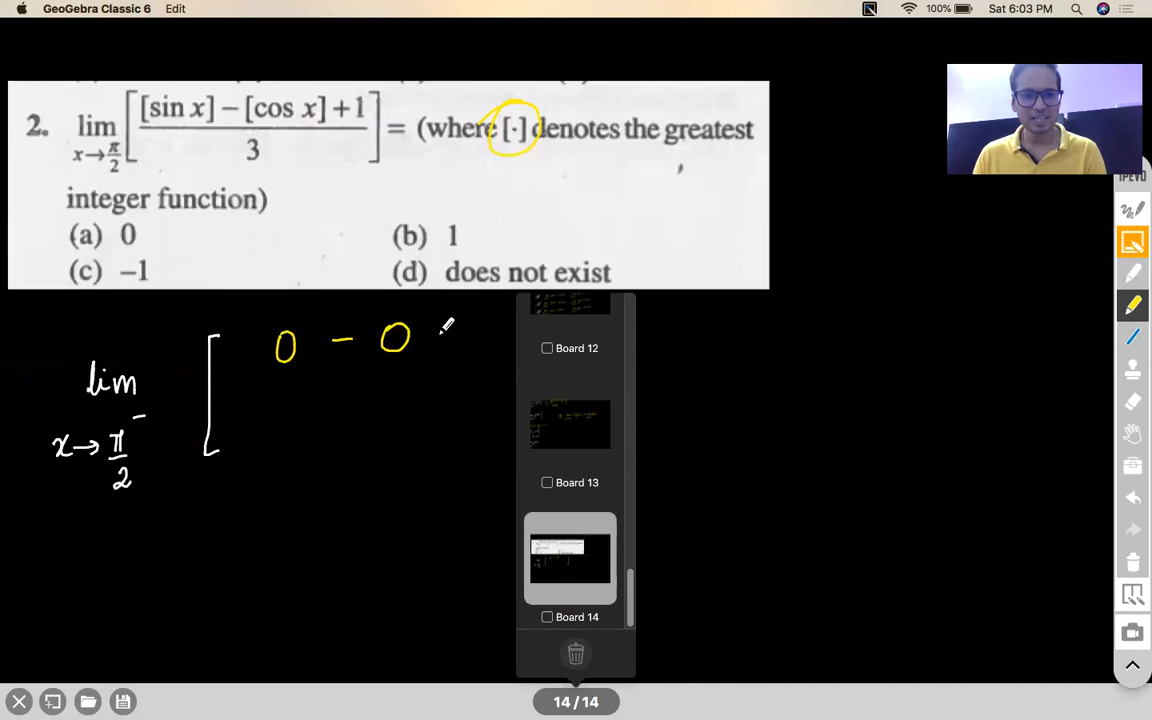 GeoGebra Classic 6 Edit 100% Sat 6:03 PM
2. lim x→π/2 [ ([sin x] − [cos x] + 1) / 3 ] = (where [·] denotes the greatest
integer function)
(a) 0 (b) 1
(c) −1 (d) does not exist
IPEVO
lim x→π/2⁻ [ 0 − 0
Board 12
Board 13
Board 14
14 / 14